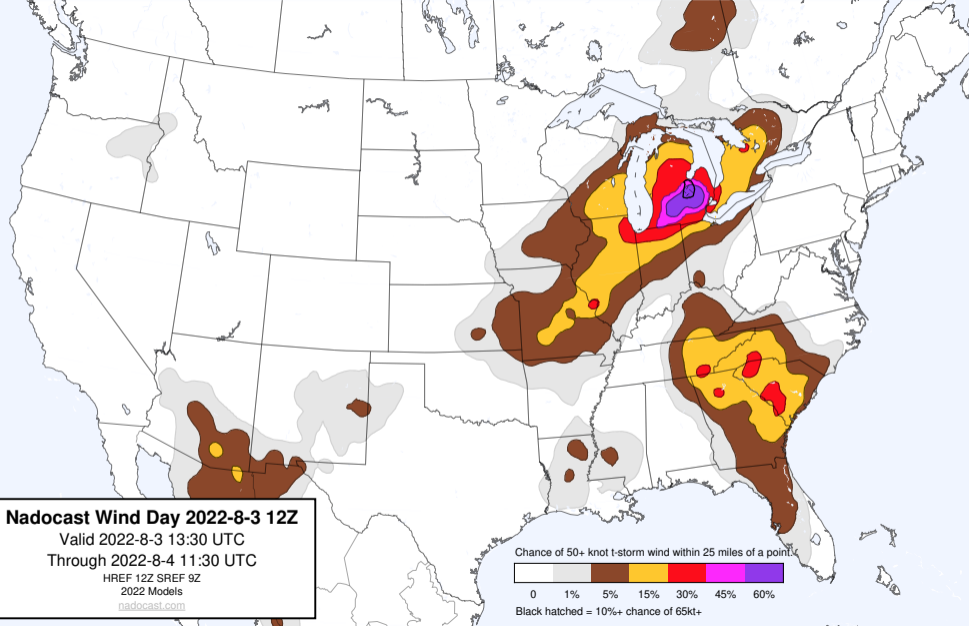 Nadocast Wind Day 2022-8-3 12Z
Valid 2022-8-3 13:30 UTC
Through 2022-8-4 11:30 UTC
HREF 12Z SREF 9Z
2022 Models
nadocast.com
Chance of 50+ knot t-storm wind within 25 miles of a point.
0 1% 5% 15% 30% 45% 60%
Black hatched = 10%+ chance of 65kt+